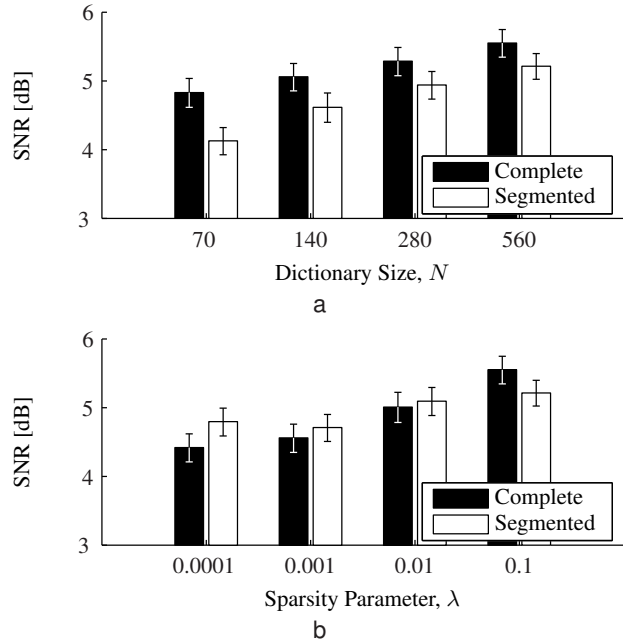 6
5
4
3
SNR [dB]
Complete
Segmented
70 140 280 560
Dictionary Size, N
a
6
5
4
3
SNR [dB]
Complete
Segmented
0.0001 0.001 0.01 0.1
Sparsity Parameter, λ
b